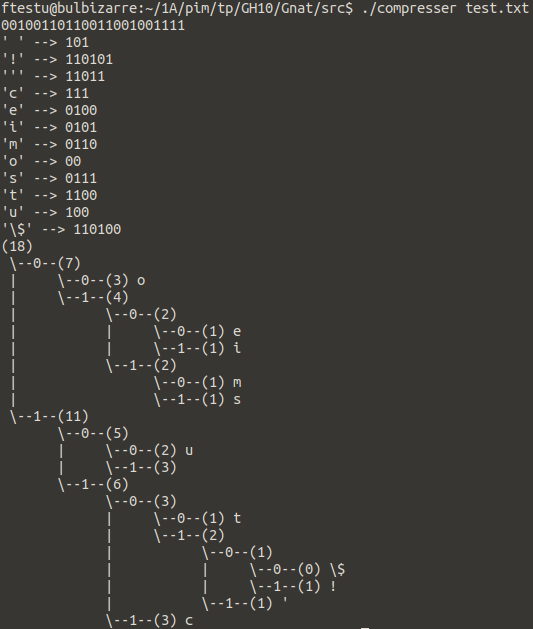 ftestu@bulbizarre:~/1A/pim/tp/GH10/Gnat/src$ ./compresser test.txt
00100110110011001001111
' ' --> 101
'!' --> 110101
''' --> 11011
'c' --> 111
'e' --> 0100
'i' --> 0101
'm' --> 0110
'o' --> 00
's' --> 0111
't' --> 1100
'u' --> 100
'\$' --> 110100
(18)
 \--0--(7)
 |     \--0--(3) o
 |     \--1--(4)
 |           \--0--(2)
 |           |     \--0--(1) e
 |           |     \--1--(1) i
 |           \--1--(2)
 |                 \--0--(1) m
 |                 \--1--(1) s
 \--1--(11)
       \--0--(5)
       |     \--0--(2) u
       |     \--1--(3)
       \--1--(6)
             \--0--(3)
             |     \--0--(1) t
             |     \--1--(2)
             |           \--0--(1)
             |           |     \--0--(0) \$
             |           |     \--1--(1) !
             |           \--1--(1) '
             \--1--(3) c